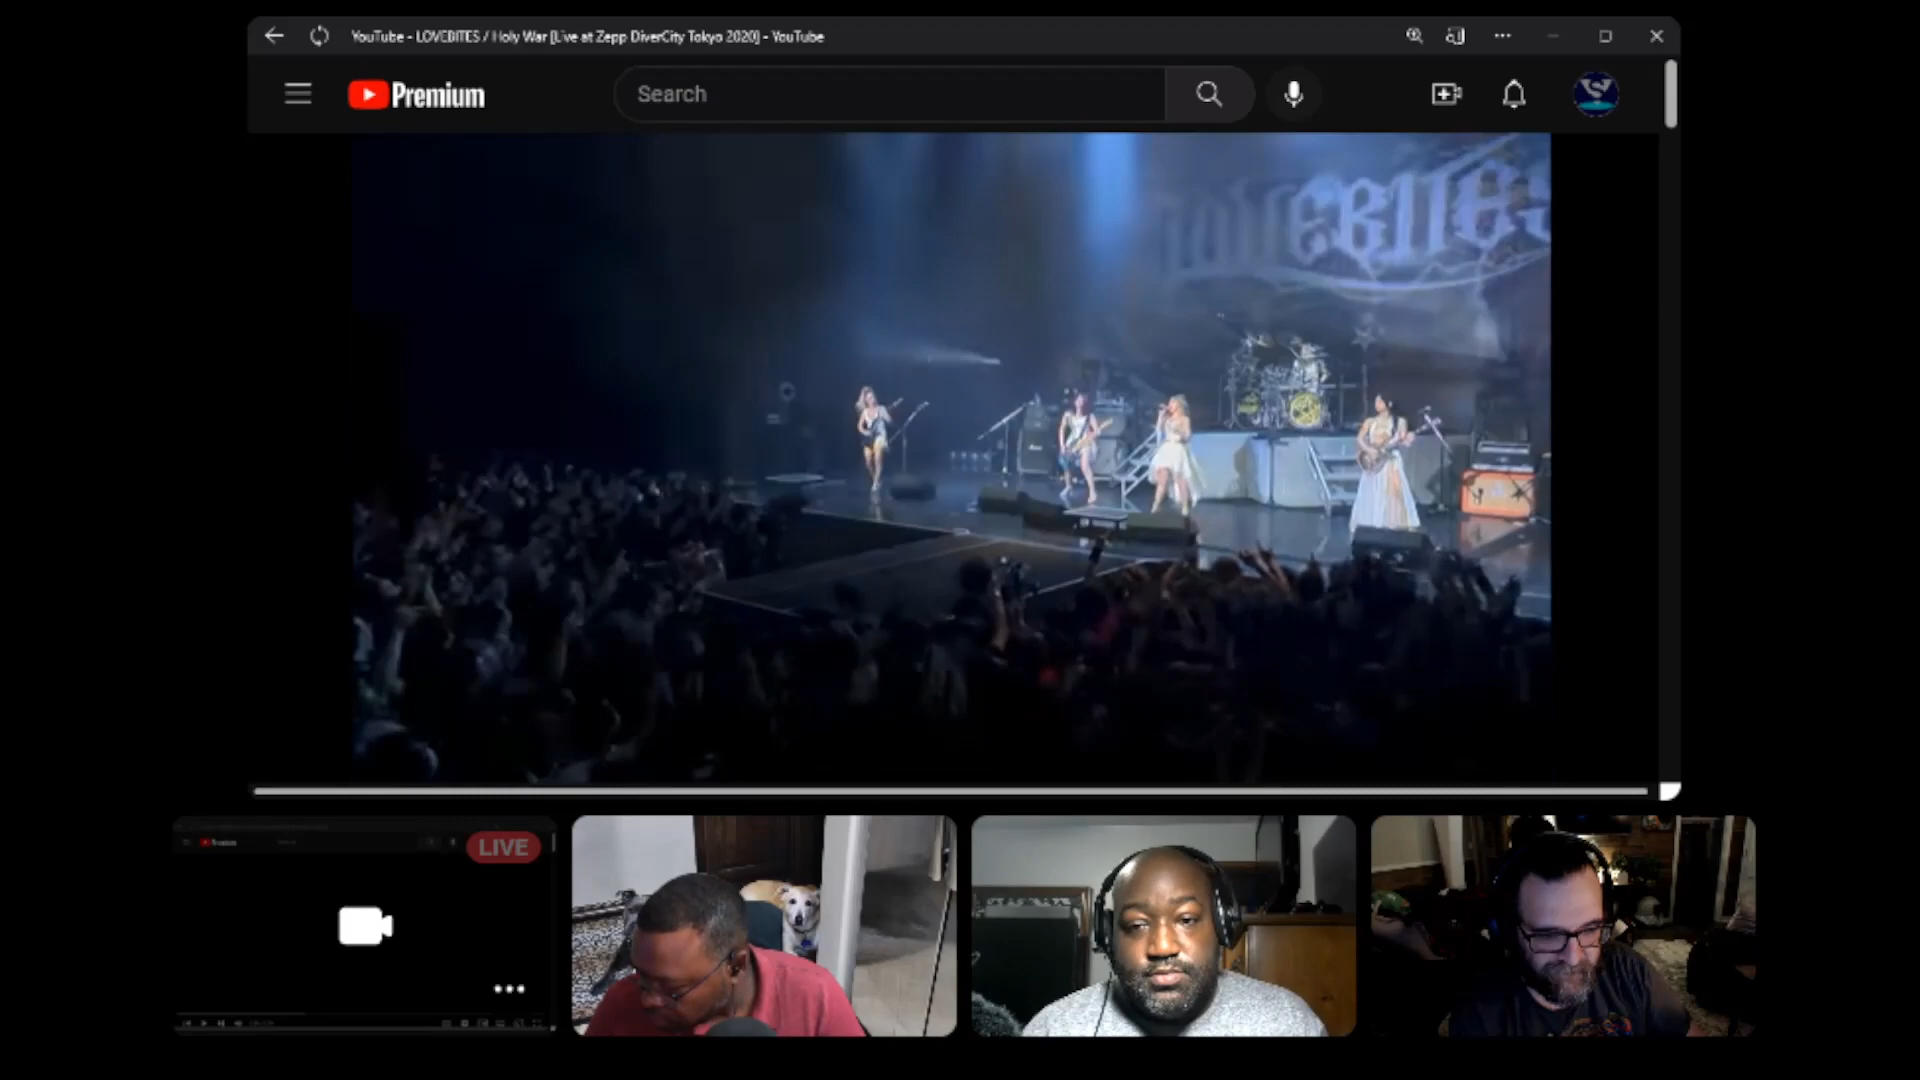 YouTube - LOVEBITES / Holy War [Live at Zepp DiverCity Tokyo 2020] - YouTube
Premium
Search
LOVEBITES
LIVE